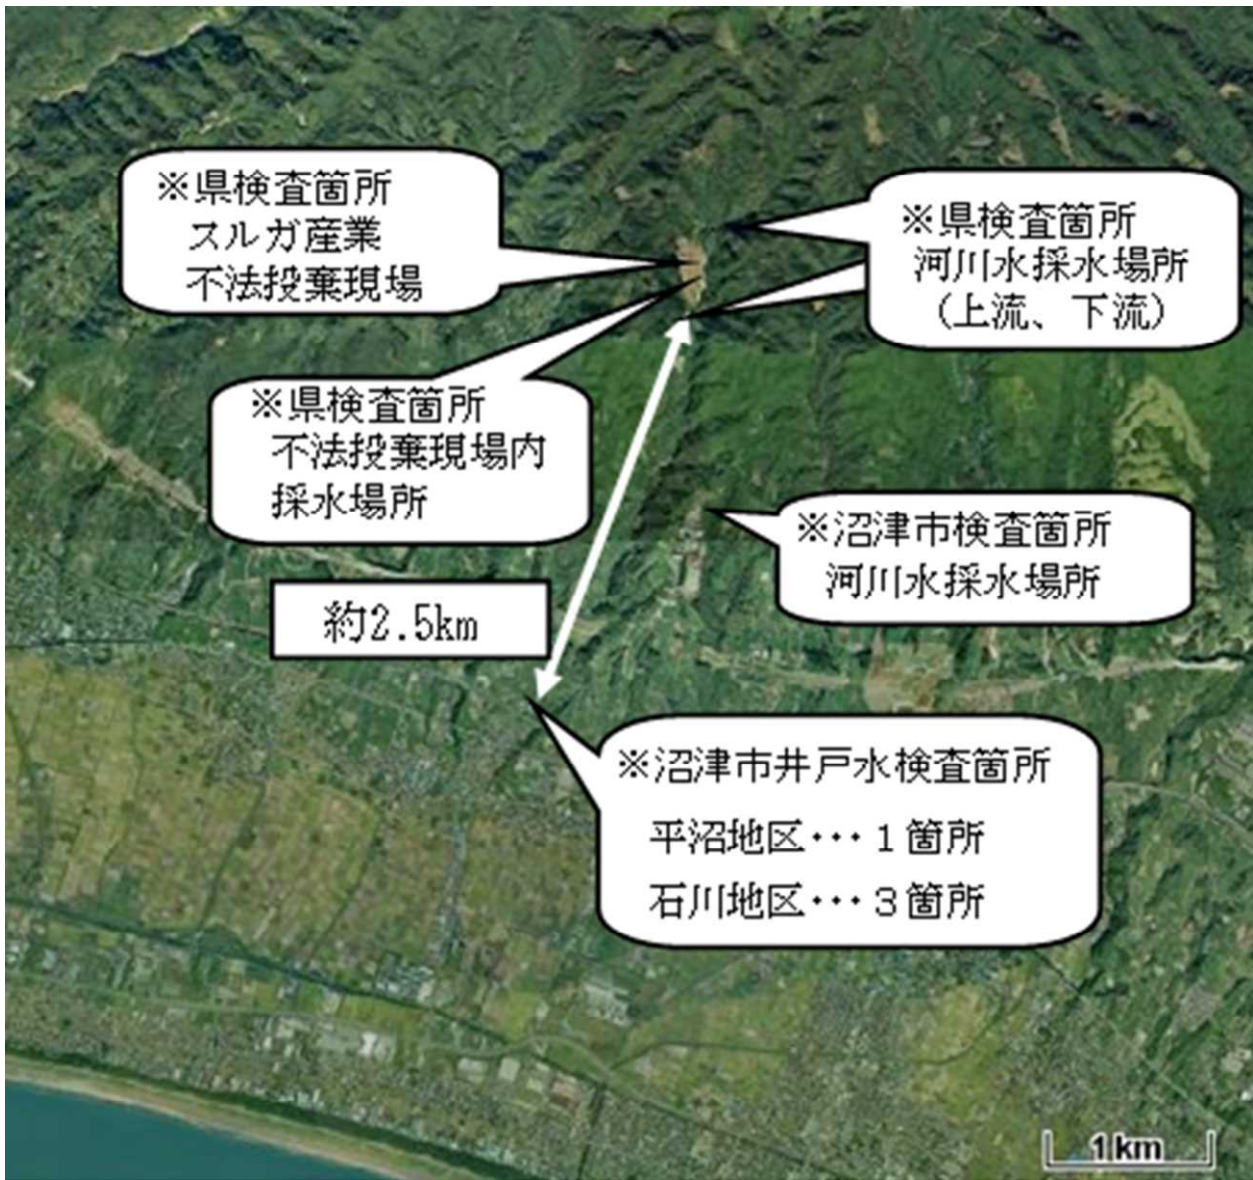 ※県検査箇所
スルガ産業
不法投棄現場
※県検査箇所
河川水採水場所
（上流、下流）
※県検査箇所
不法投棄現場内
採水場所
※沼津市検査箇所
河川水採水場所
約2.5km
※沼津市井戸水検査箇所
平沼地区・・・１箇所
石川地区・・・３箇所
1 km